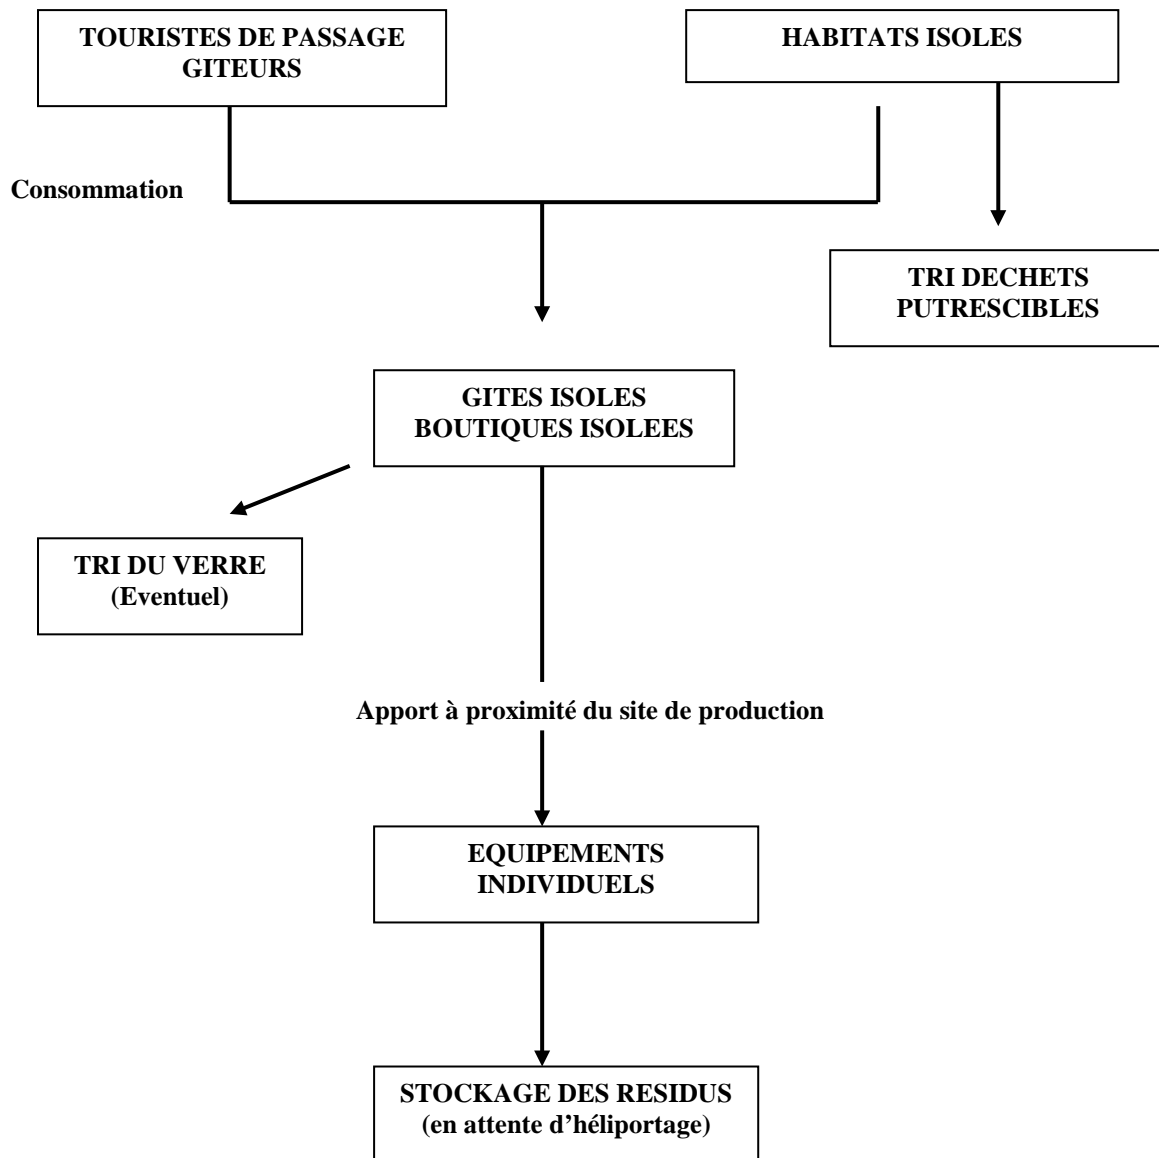 TOURISTES DE PASSAGE
GITEURS
HABITATS ISOLES
Consommation
TRI DECHETS
PUTRESCIBLES
GITES ISOLES
BOUTIQUES ISOLEES
TRI DU VERRE
(Eventuel)
Apport à proximité du site de production
EQUIPEMENTS
INDIVIDUELS
STOCKAGE DES RESIDUS
(en attente d’héliportage)